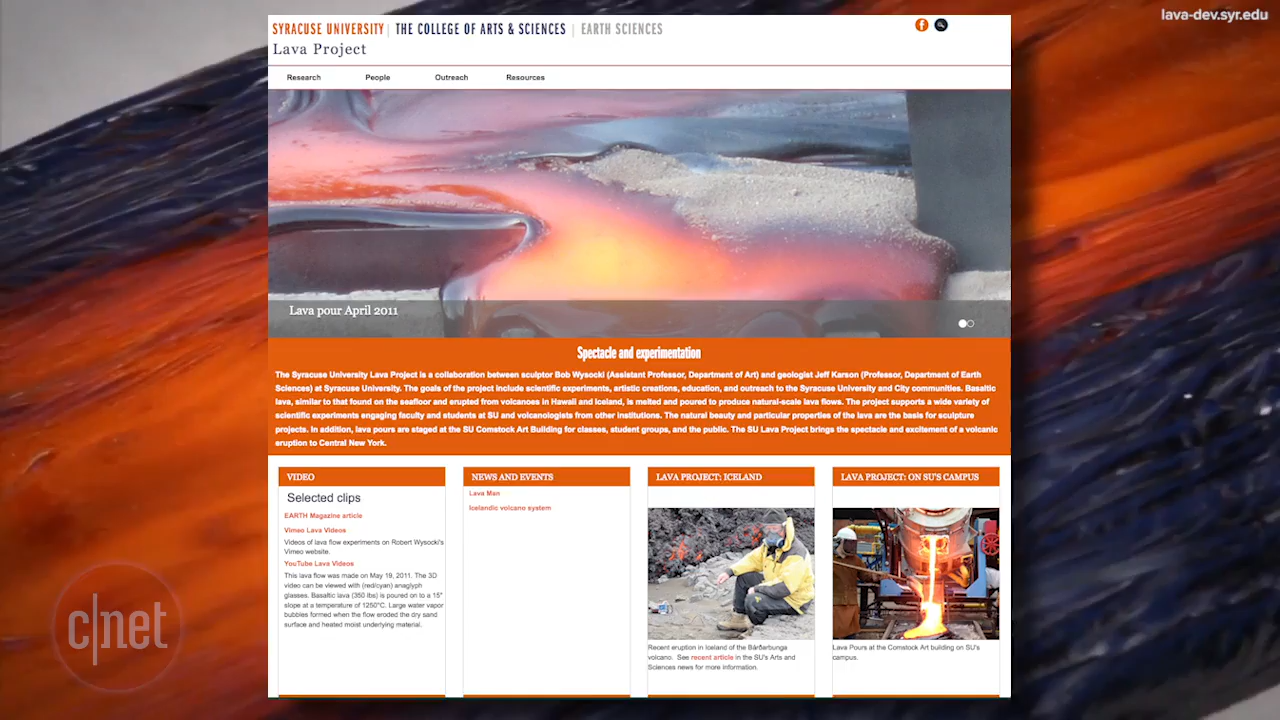 lava-dev.syr.edu
SYRACUSE UNIVERSITY | THE COLLEGE OF ARTS & SCIENCES | EARTH SCIENCES
Lava Project
Research People Outreach Resources
Lava pour April 2011
Spectacle and experimentation
The Syracuse University Lava Project is a collaboration between sculptor Bob Wysocki (Assistant Professor, Department of Art) and geologist Jeff Karson (Professor, Department of Earth
Sciences) at Syracuse University. The goals of the project include scientific experiments, artistic creations, education, and outreach to the Syracuse University and City communities. Basaltic
lava, similar to that found on the seafloor and erupted from volcanoes in Hawaii and Iceland, is melted and poured to produce natural-scale lava flows. The project supports a wide variety of
scientific experiments engaging faculty and students at SU and volcanologists from other institutions. The natural beauty and particular properties of the lava are the basis for sculpture
projects. In addition, lava pours are staged at the SU Comstock Art Building for classes, student groups, and the public. The SU Lava Project brings the spectacle and excitement of a volcanic
eruption to Cantral New York.
VIDEO
Selected clips
EARTH Magazine article
Vimeo Lava Videos
Videos of lava flow experiments on Robert Wysocki's
Vimeo website.
YouTube Lava Videos
This lava flow was made on May 19, 2011. The 3D
video can be viewed with (red/cyan) anaglyph
glasses. Basaltic lava (350 lbs) is poured on to a 15°
slope at a temperature of 1250°C. Large water vapor
bubbles formed when the flow eroded the dry sand
surface and heated moist underlying material.
NEWS AND EVENTS
Lava Man
Icelandic volcano system
LAVA PROJECT: ICELAND
Recent eruption in Iceland of the Bárðarbunga
volcano. See recent article in the SU's Arts and
Sciences news for more information.
LAVA PROJECT: ON SU'S CAMPUS
Lava Pours at the Comstock Art building on SU's
campus.
c|net